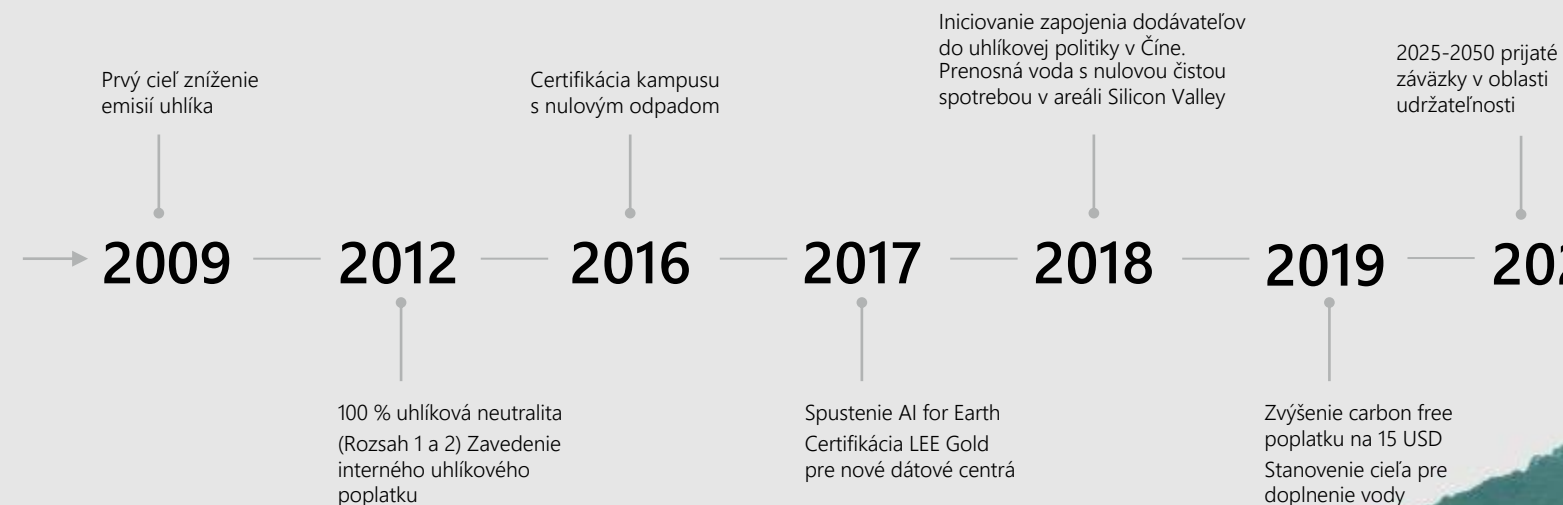 Prvý cieľ zníženie
emisií uhlíka
Certifikácia kampusu
s nulovým odpadom
Iniciovanie zapojenia dodávateľov
do uhlíkovej politiky v Číne.
Prenosná voda s nulovou čistou
spotrebou v areáli Silicon Valley
2025-2050 prijaté
záväzky v oblasti
udržateľnosti
2009
2012
2016
2017
2018
2019
100 % uhlíková neutralita
(Rozsah 1 a 2) Zavedenie
interného uhlíkového
poplatku
Spustenie AI for Earth
Certifikácia LEE Gold
pre nové dátové centrá
Zvýšenie carbon free
poplatku na 15 USD
Stanovenie cieľa pre
doplnenie vody